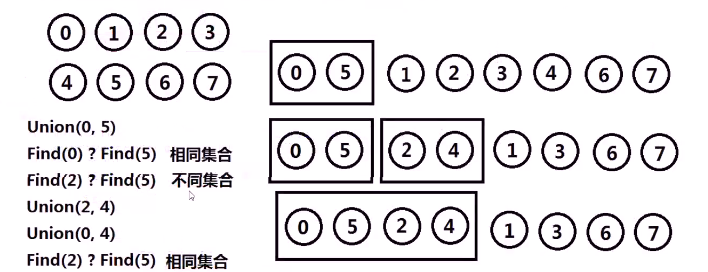 0 1 2 3
4 5 6 7
Union(0, 5)
Find(0) ? Find(5) 相同集合
Find(2) ? Find(5) 不同集合
Union(2, 4)
Union(0, 4)
Find(2) ? Find(5) 相同集合
0 5 1 2 3 4 6 7
0 5 2 4 1 3 6 7
0 5 2 4 1 3 6 7